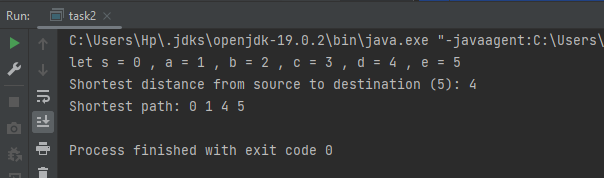 Run: task2
C:\Users\Hp\.jdks\openjdk-19.0.2\bin\java.exe "-javaagent:C:\Users\
let s = 0 , a = 1 , b = 2 , c = 3 , d = 4 , e = 5
Shortest distance from source to destination (5): 4
Shortest path: 0 1 4 5
Process finished with exit code 0